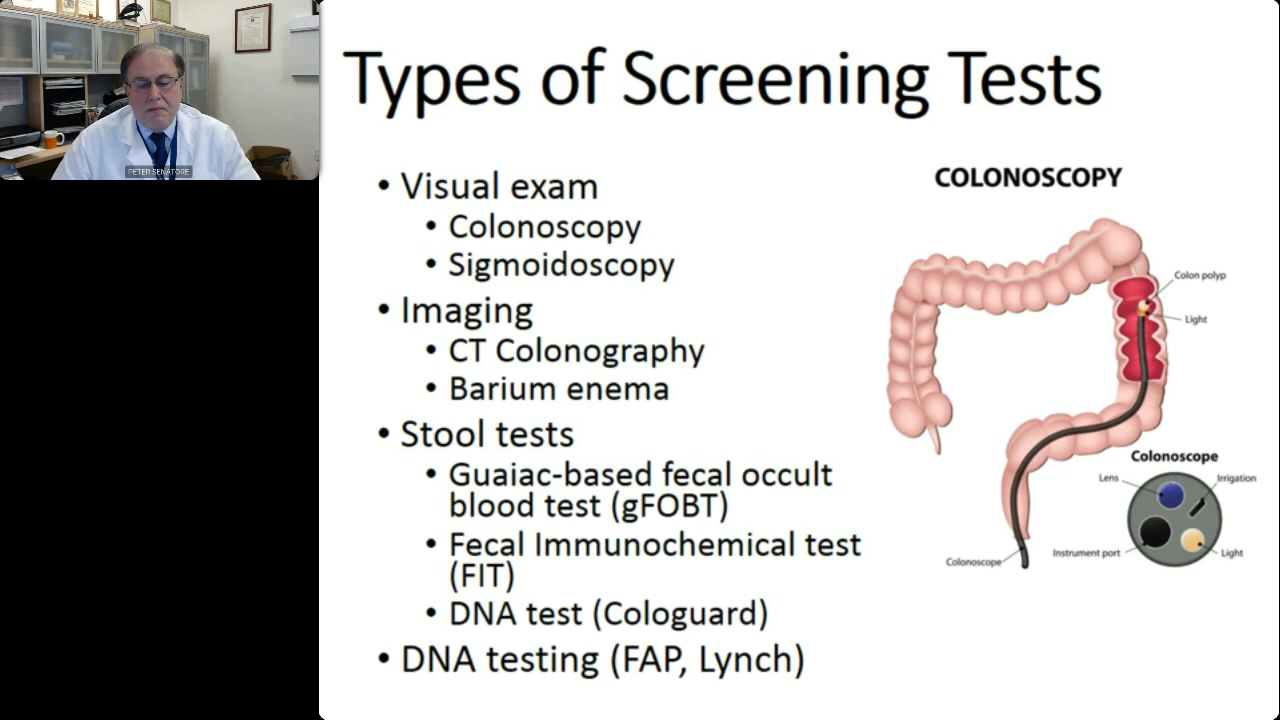 PETER SENATORE
Types of Screening Tests
• Visual exam
• Colonoscopy
• Sigmoidoscopy
• Imaging
• CT Colonography
• Barium enema
• Stool tests
• Guaiac-based fecal occult
blood test (gFOBT)
• Fecal Immunochemical test
(FIT)
• DNA test (Cologuard)
• DNA testing (FAP, Lynch)
COLONOSCOPY
Colon polyp
Light
Colonoscope
Lens
Irrigation
Instrument port
Light
Colonoscope